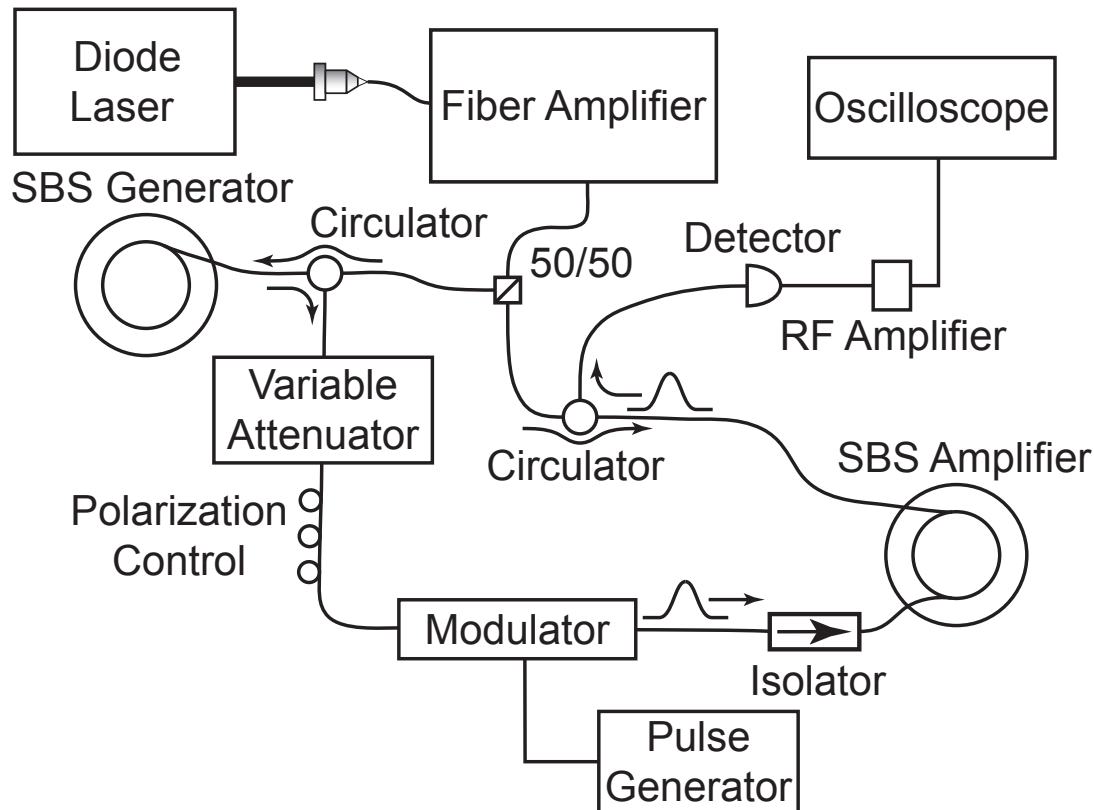 Diode
Laser
Fiber Amplifier
Oscilloscope
SBS Generator
Circulator
50/50
Detector
RF Amplifier
Variable
Attenuator
Circulator
SBS Amplifier
Polarization
Control
Modulator
Isolator
Pulse
Generator